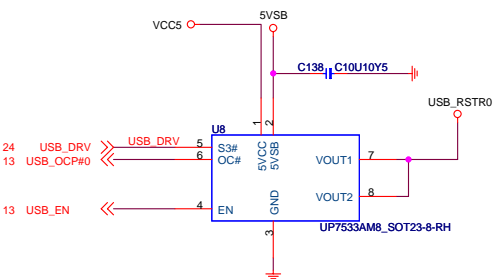 5VSB
VCC5
C138 C10U10Y5
USB_RSTR0
U8
1 2
24 USB_DRV USB_DRV 5 S3#
13 USB_OCP#0 6 OC#
5VCC 5VSB
VOUT1 7
VOUT2 8
13 USB_EN 4 EN
GND
3
UP7533AM8_SOT23-8-RH